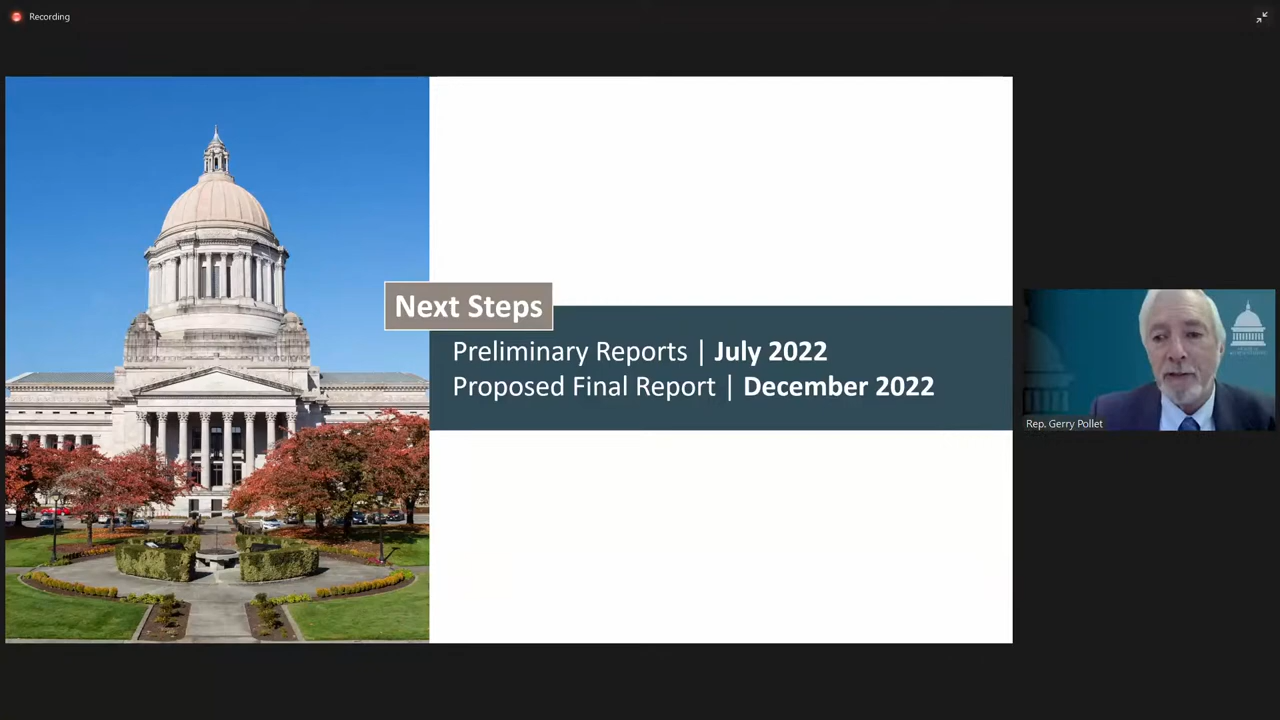 Recording
Next Steps
Preliminary Reports | July 2022
Proposed Final Report | December 2022
Rep. Gerry Pollet